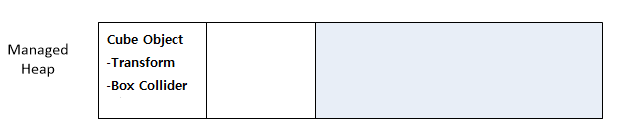 Managed
Heap
Cube Object
-Transform
-Box Collider